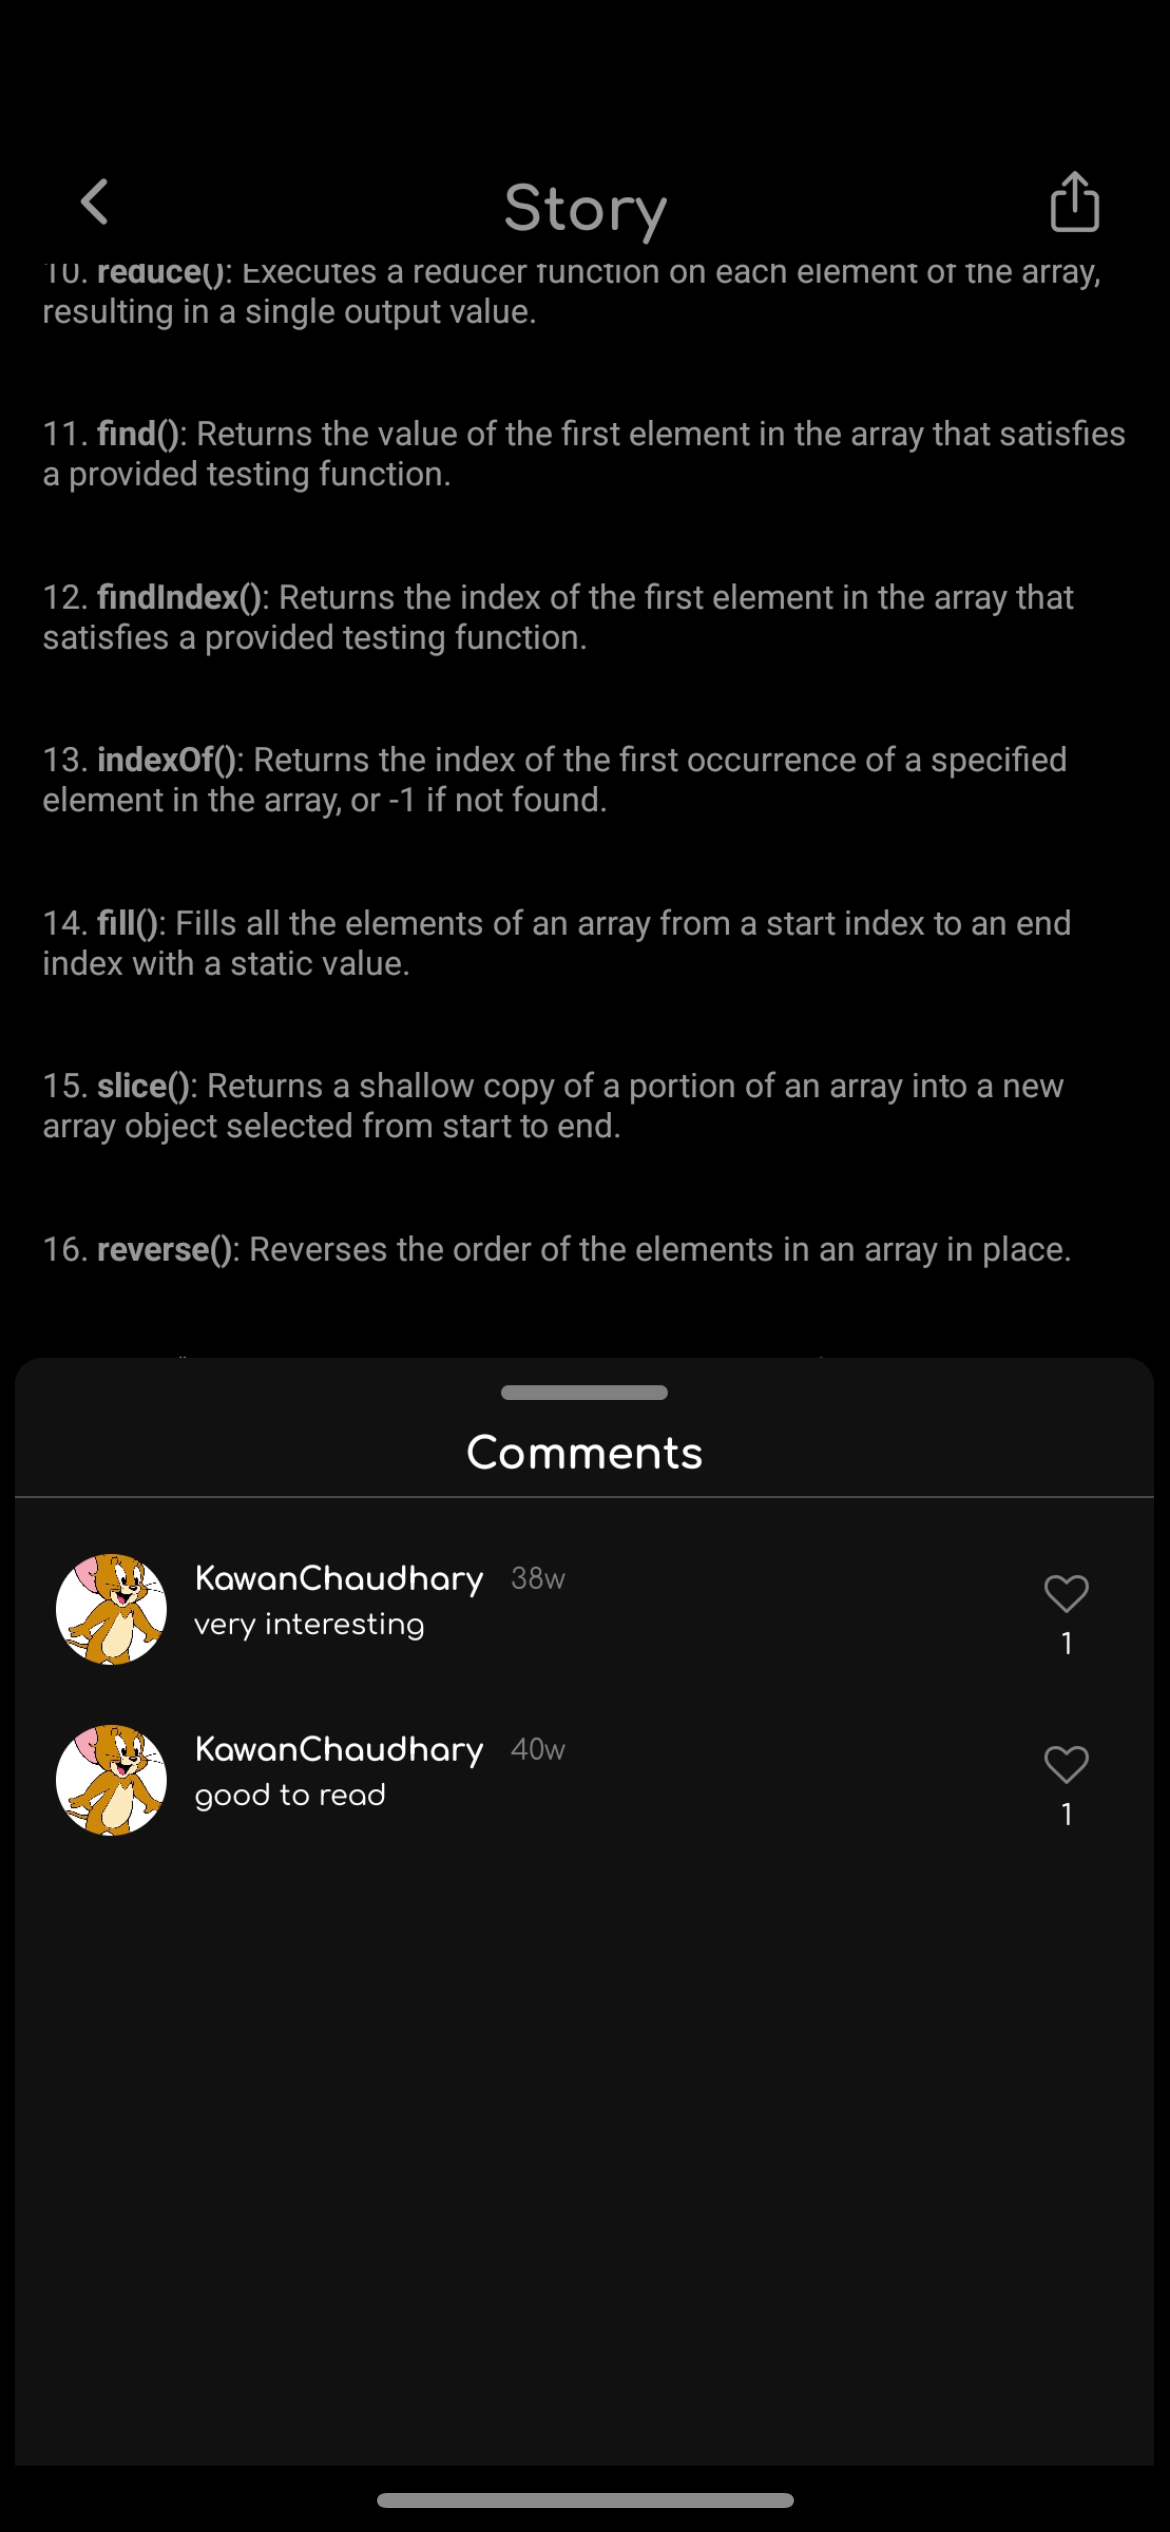 Story
10. reduce(): Executes a reducer function on each element of the array,
resulting in a single output value.
11. find(): Returns the value of the first element in the array that satisfies
a provided testing function.
12. findIndex(): Returns the index of the first element in the array that
satisfies a provided testing function.
13. indexOf(): Returns the index of the first occurrence of a specified
element in the array, or -1 if not found.
14. fill(): Fills all the elements of an array from a start index to an end
index with a static value.
15. slice(): Returns a shallow copy of a portion of an array into a new
array object selected from start to end.
16. reverse(): Reverses the order of the elements in an array in place.
Comments
KawanChaudhary 38w
very interesting
1
KawanChaudhary 40w
good to read
1